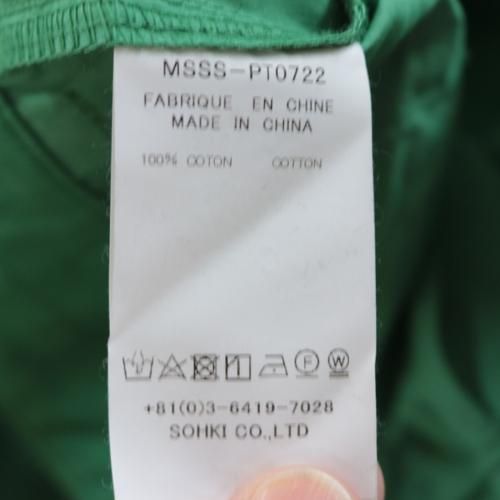 MSSS-PT0722
FABRIQUE EN CHINE
MADE IN CHINA
100% COTON COTTON
F W
+81(0)3-6419-7028
SOHKI CO.,LTD